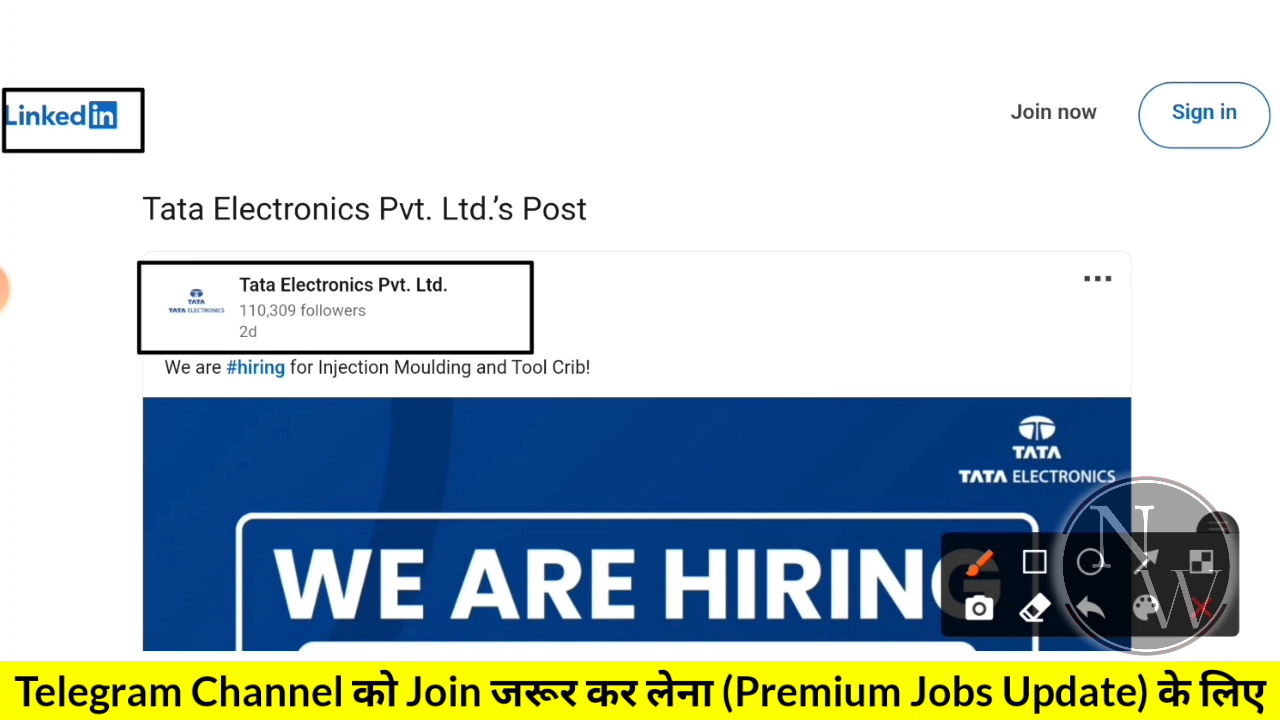 Linkedin
Join now
Sign in
Tata Electronics Pvt. Ltd.'s Post
Tata Electronics Pvt. Ltd.
110,309 followers
2d
TATA
TATA ELECTRONICS
We are #hiring for Injection Moulding and Tool Crib!
TATA
TATA ELECTRONICS
WE ARE HIRING
N
W
Telegram Channel को Join जरूर कर लेना (Premium Jobs Update) के लिए